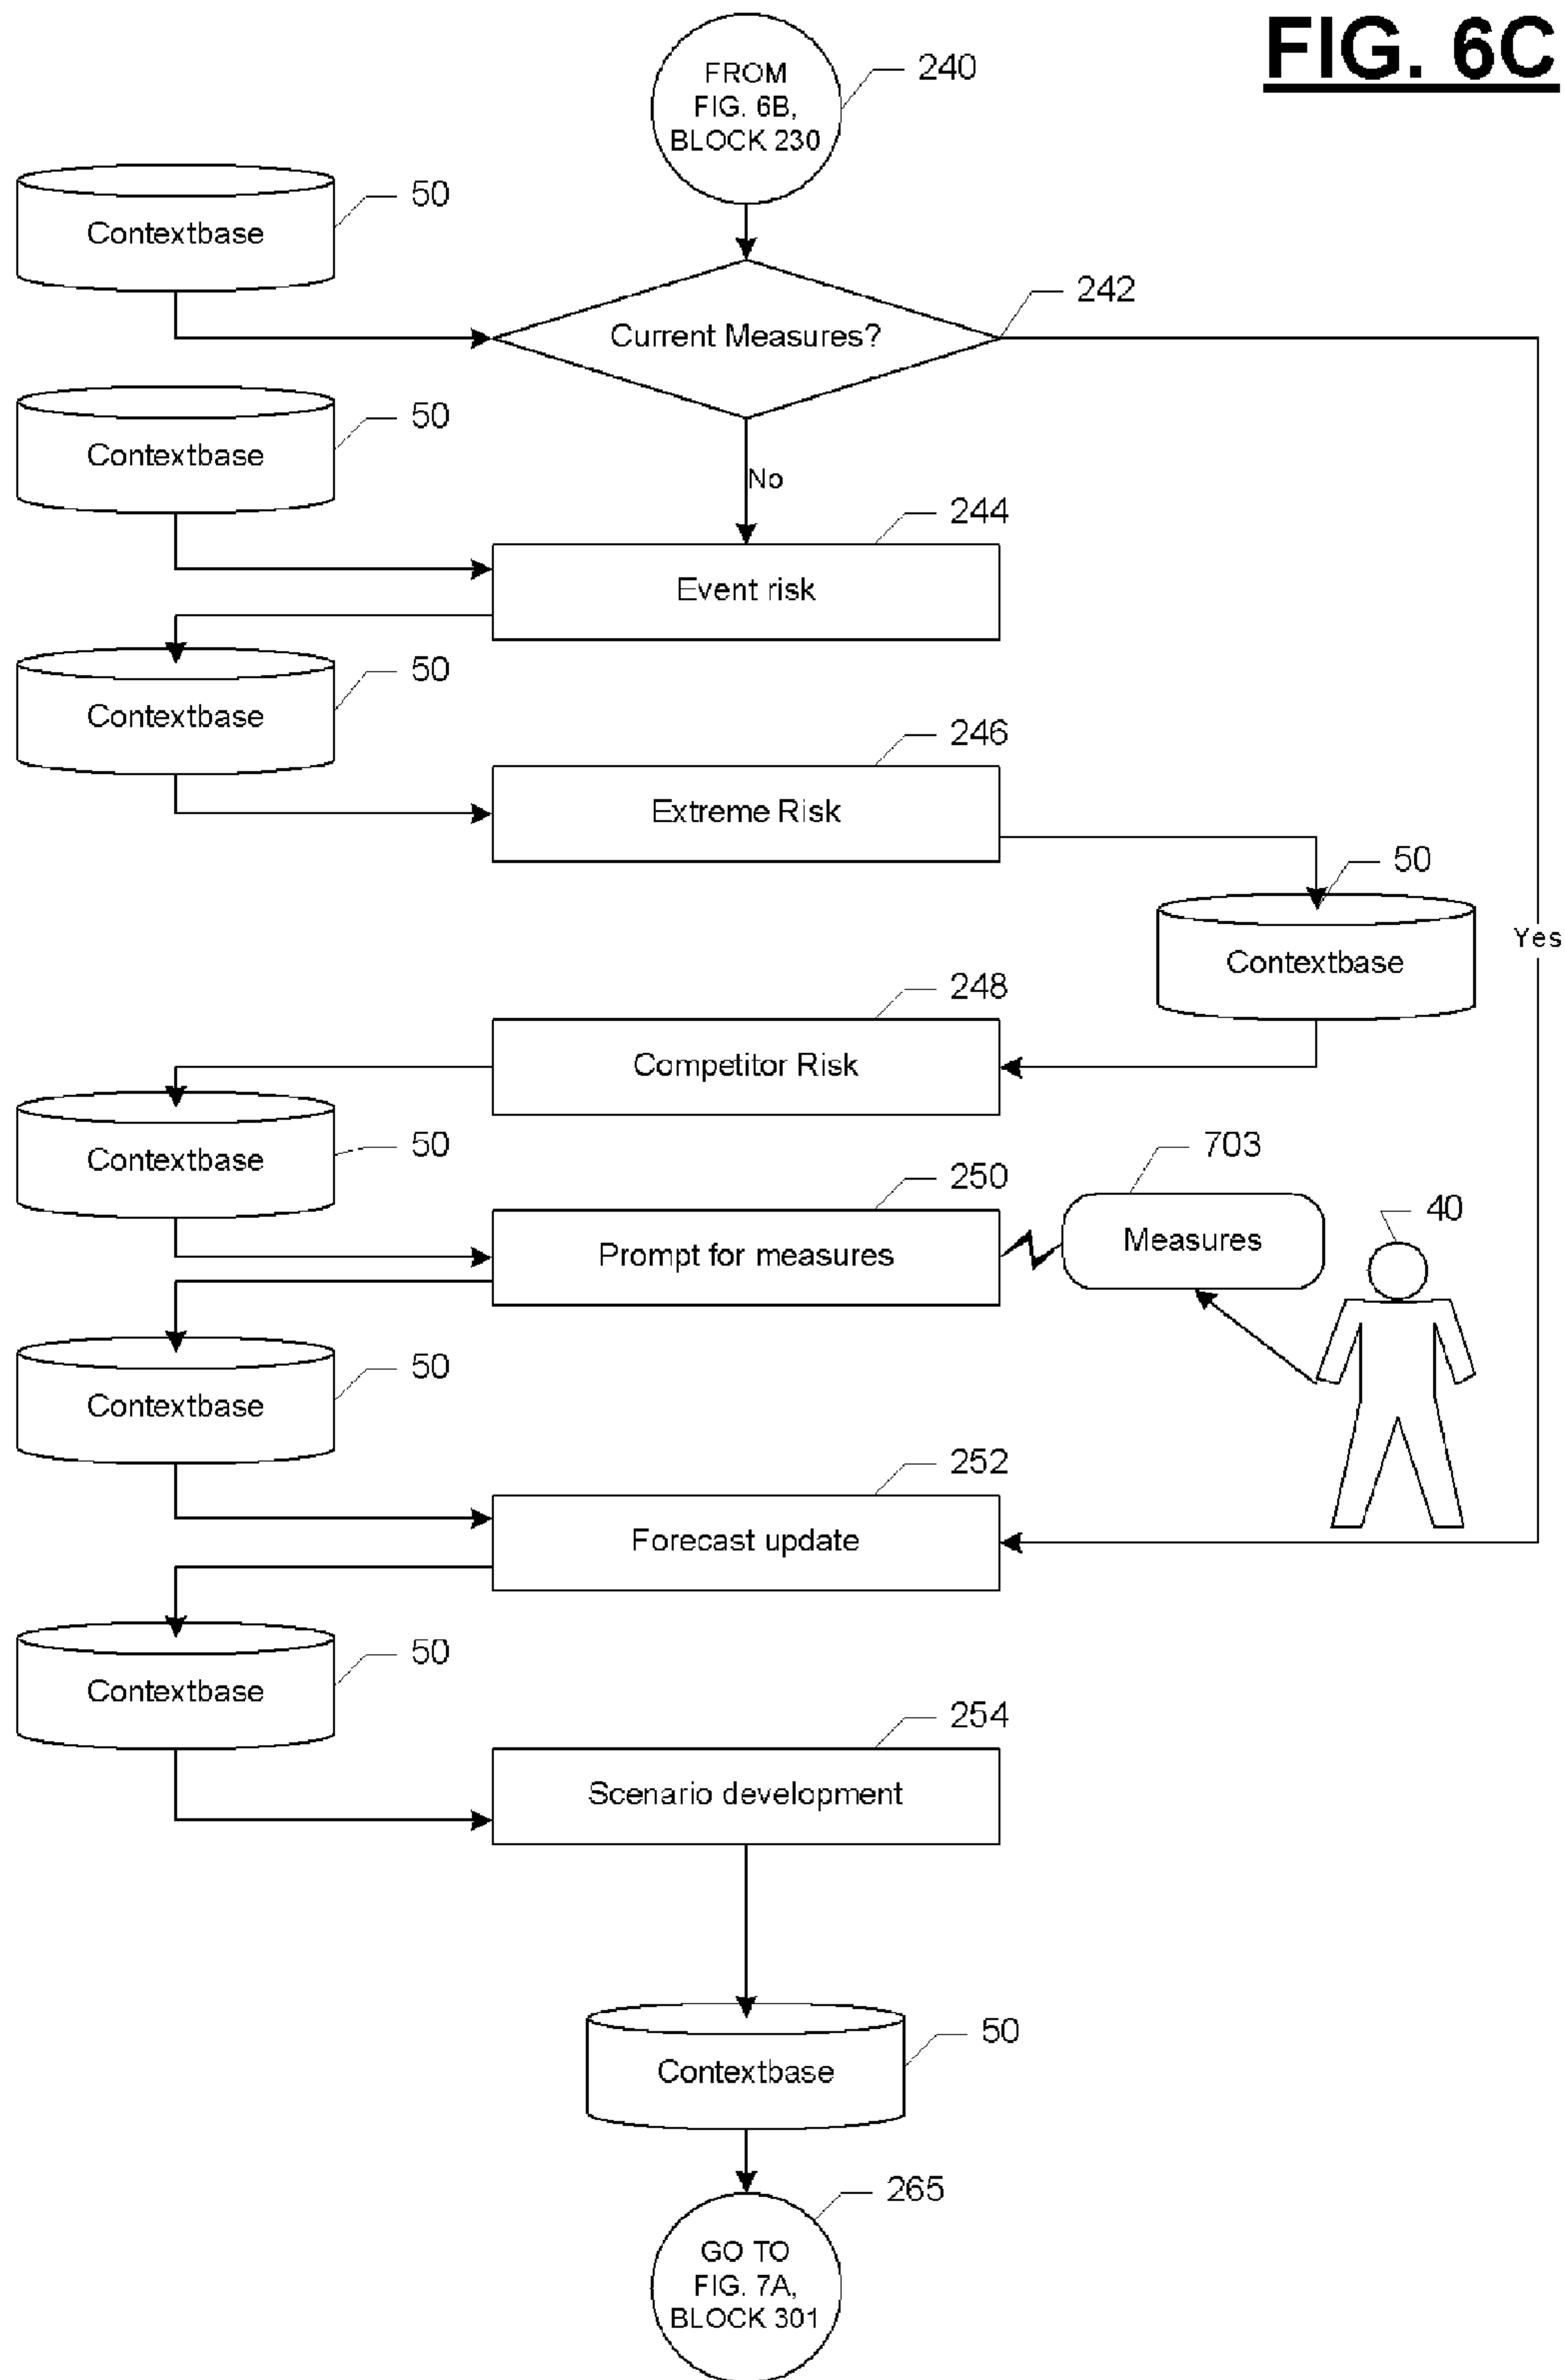 FIG. 6C
FROM
FIG. 6B,
BLOCK 230
240
50
Contextbase
242
Current Measures?
50
Contextbase
No
244
Event risk
50
Contextbase
246
Extreme Risk
50
Contextbase
Yes
248
Competitor Risk
50
Contextbase
703
250
Measures
Prompt for measures
40
50
Contextbase
252
Forecast update
50
Contextbase
254
Scenario development
50
Contextbase
265
GO TO
FIG. 7A,
BLOCK 301